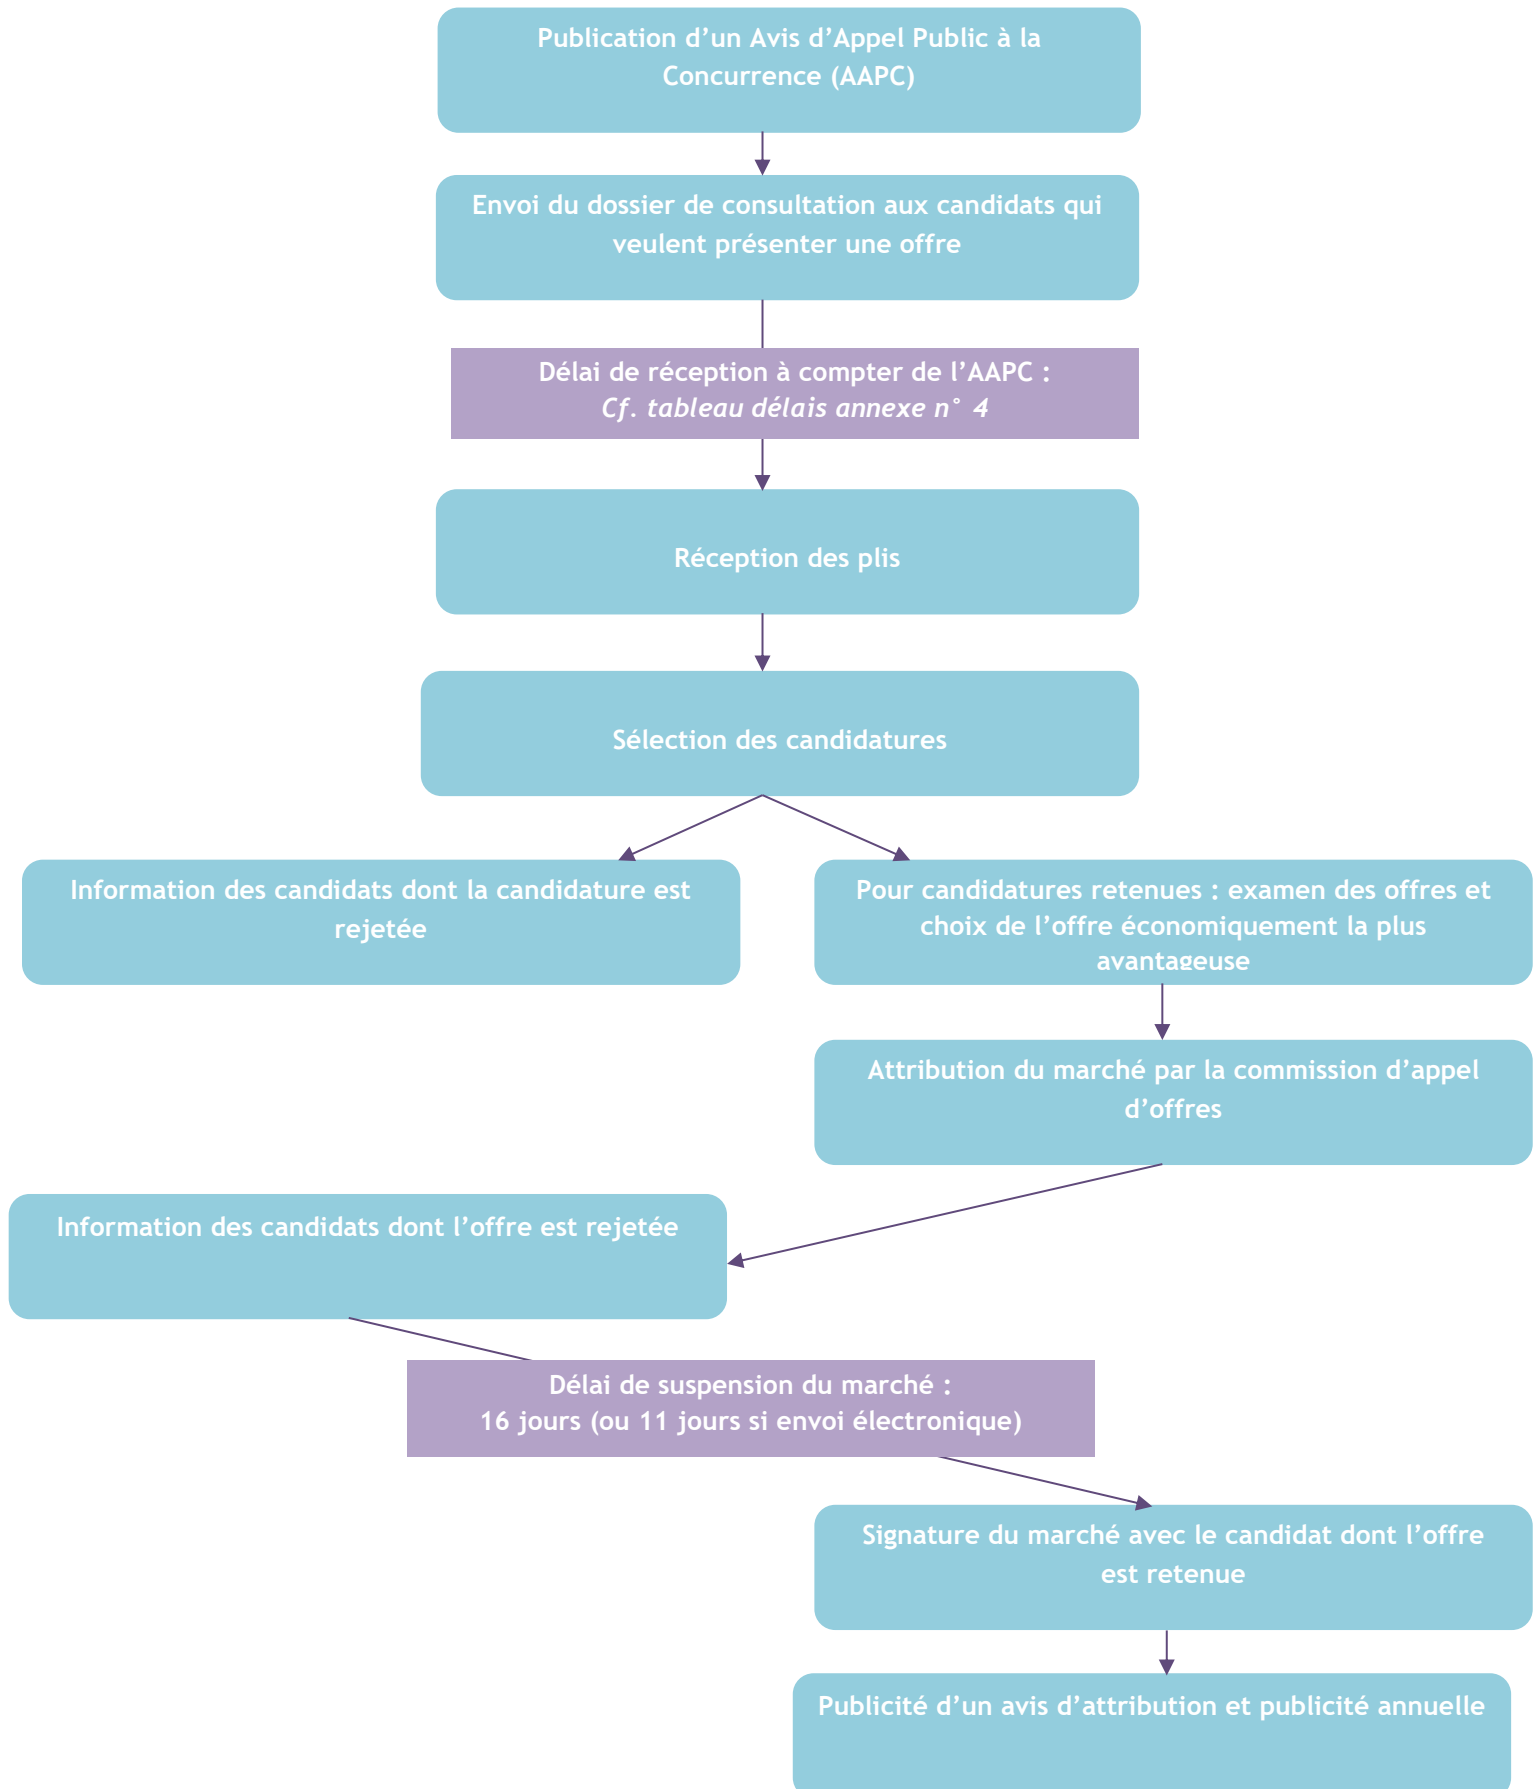 Publication d’un Avis d’Appel Public à la
Concurrence (AAPC)
Envoi du dossier de consultation aux candidats qui
veulent présenter une offre
Délai de réception à compter de l’AAPC :
Cf. tableau délais annexe n° 4
Réception des plis
Sélection des candidatures
Information des candidats dont la candidature est
rejetée
Pour candidatures retenues : examen des offres et
choix de l’offre économiquement la plus
avantageuse
Attribution du marché par la commission d’appel
d’offres
Information des candidats dont l’offre est rejetée
Délai de suspension du marché :
16 jours (ou 11 jours si envoi électronique)
Signature du marché avec le candidat dont l’offre
est retenue
Publicité d’un avis d’attribution et publicité annuelle